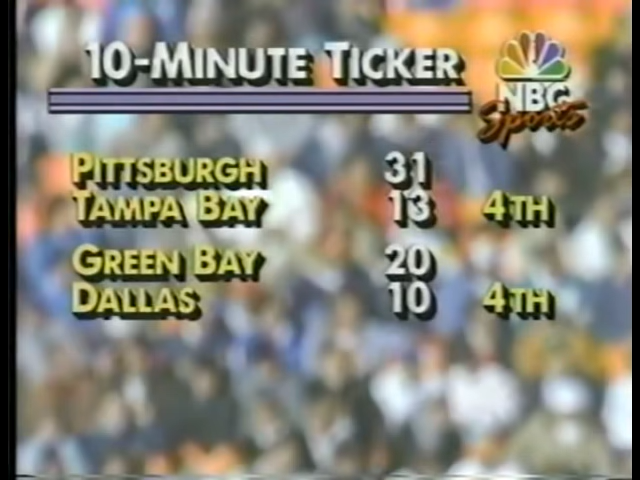 10-MINUTE TICKER
NBC
Sports
PITTSBURGH 31
TAMPA BAY 13 4TH
GREEN BAY 20
DALLAS 10 4TH